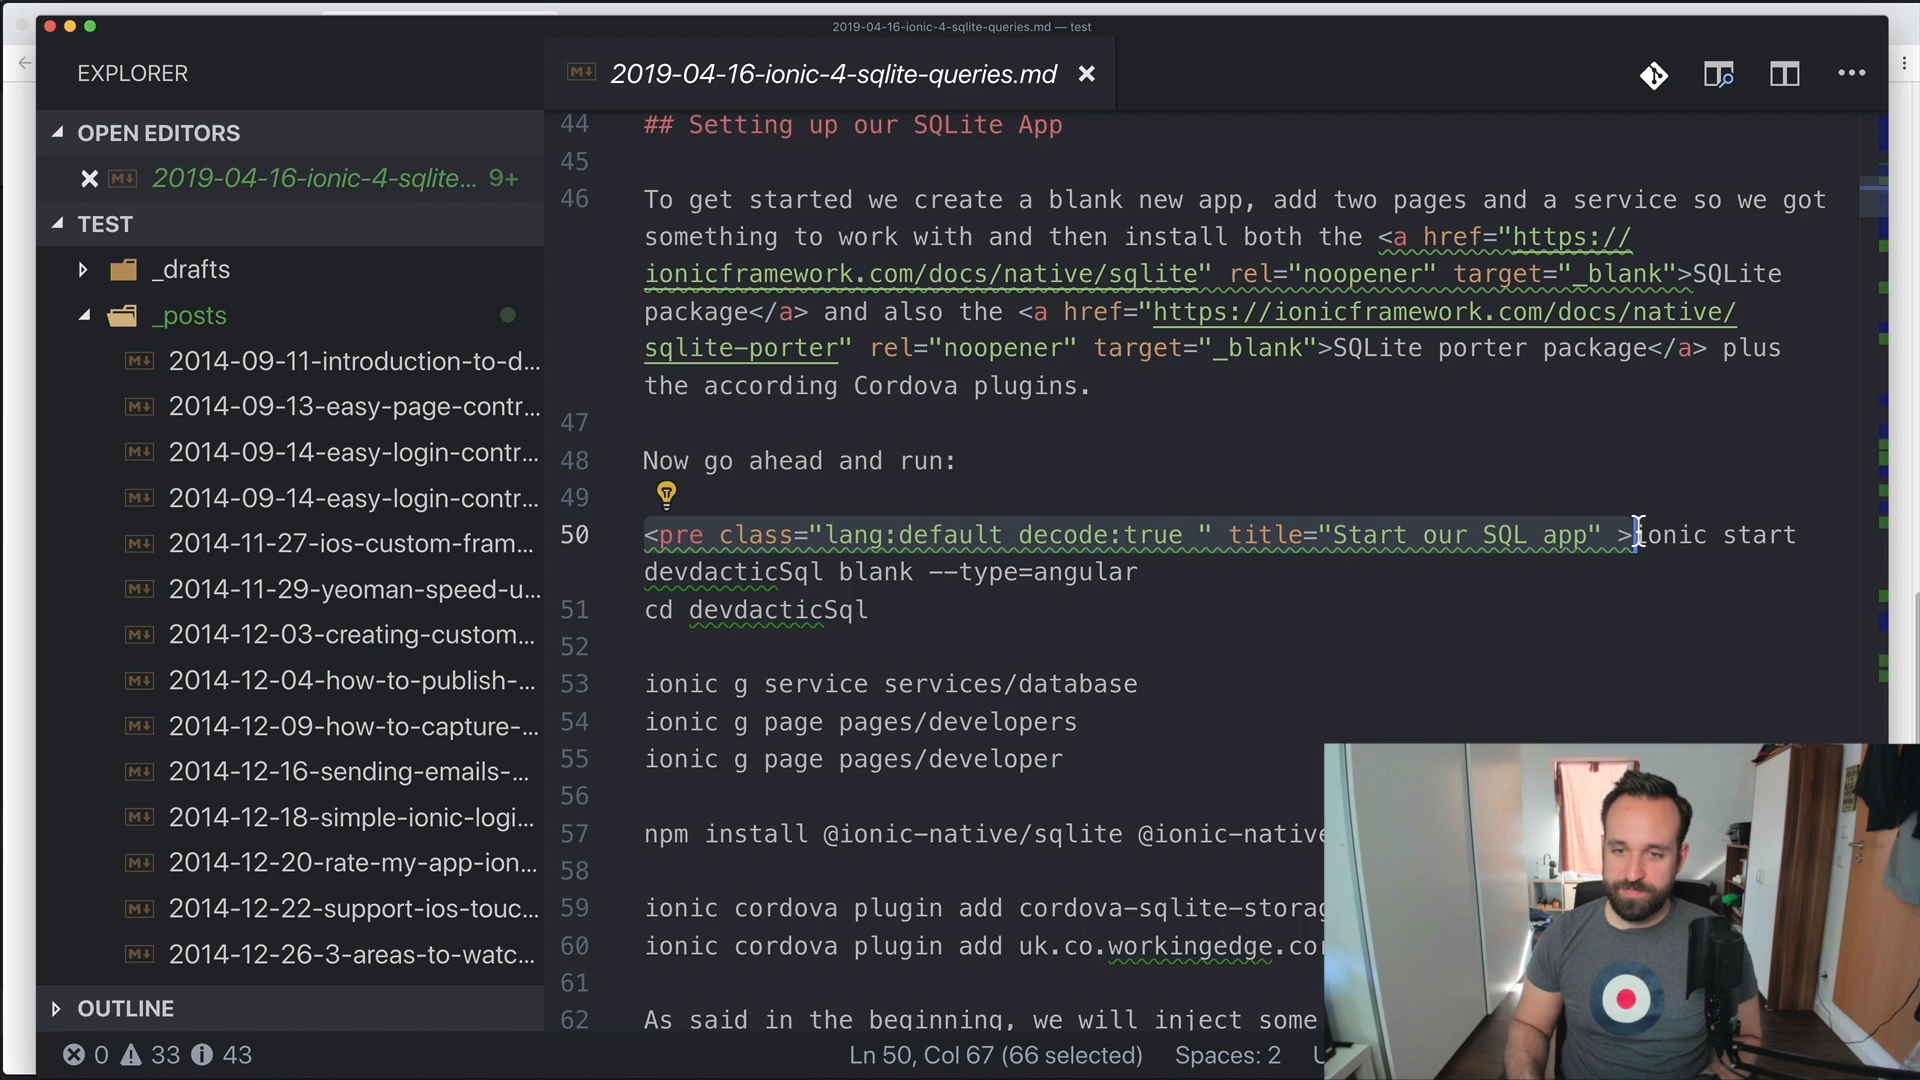 2019-04-16-ionic-4-sqlite-queries.md — test
EXPLORER
OPEN EDITORS
2019-04-16-ionic-4-sqlite... 9+
TEST
_drafts
_posts
2014-09-11-introduction-to-d...
2014-09-13-easy-page-contr...
2014-09-14-easy-login-contr...
2014-09-14-easy-login-contr...
2014-11-27-ios-custom-fram...
2014-11-29-yeoman-speed-u...
2014-12-03-creating-custom...
2014-12-04-how-to-publish-...
2014-12-09-how-to-capture-...
2014-12-16-sending-emails-...
2014-12-18-simple-ionic-logi...
2014-12-20-rate-my-app-ion...
2014-12-22-support-ios-touc...
2014-12-26-3-areas-to-watc...
OUTLINE
2019-04-16-ionic-4-sqlite-queries.md
44 ## Setting up our SQLite App
45
46 To get started we create a blank new app, add two pages and a service so we got
something to work with and then install both the <a href="https://
ionicframework.com/docs/native/sqlite" rel="noopener" target="_blank">SQLite
package</a> and also the <a href="https://ionicframework.com/docs/native/
sqlite-porter" rel="noopener" target="_blank">SQLite porter package</a> plus
the according Cordova plugins.
47
48 Now go ahead and run:
49
50 <pre class="lang:default decode:true " title="Start our SQL app" >ionic start
devdacticSql blank --type=angular
51 cd devdacticSql
52
53 ionic g service services/database
54 ionic g page pages/developers
55 ionic g page pages/developer
56
57 npm install @ionic-native/sqlite @ionic-native
58
59 ionic cordova plugin add cordova-sqlite-storag
60 ionic cordova plugin add uk.co.workingedge.cor
61
62 As said in the beginning, we will inject some
0 33 43
Ln 50, Col 67 (66 selected) Spaces: 2